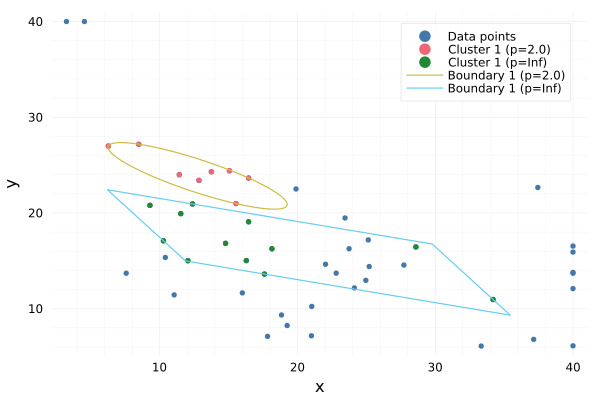 40
30
20
10
y
10
20
30
40
x
Data points
Cluster 1 (p=2.0)
Cluster 1 (p=Inf)
Boundary 1 (p=2.0)
Boundary 1 (p=Inf)